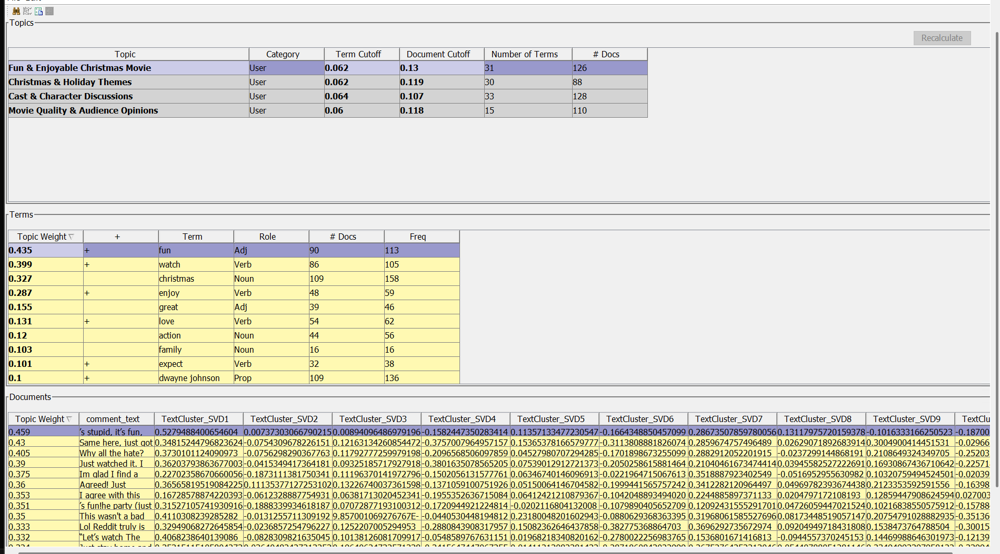 Topics
Recalculate
Topic Category Term Cutoff Document Cutoff Number of Terms # Docs
Fun & Enjoyable Christmas Movie User 0.062 0.13 31 126
Christmas & Holiday Themes User 0.062 0.119 30 88
Cast & Character Discussions User 0.064 0.107 33 128
Movie Quality & Audience Opinions User 0.06 0.118 15 110
Terms
Topic Weight + Term Role # Docs Freq
0.435 + fun Adj 90 113
0.399 + watch Verb 86 105
0.327 christmas Noun 109 158
0.287 + enjoy Verb 48 59
0.155 great Adj 39 46
0.131 + love Verb 54 62
0.12 action Noun 44 56
0.103 family Noun 16 16
0.101 + expect Verb 32 38
0.1 + dwayne johnson Prop 109 136
Documents
Topic Weight comment_text TextCluster_SVD1 TextCluster_SVD2 TextCluster_SVD3 TextCluster_SVD4 TextCluster_SVD5 TextCluster_SVD6 TextCluster_SVD7 TextCluster_SVD8 TextCluster_SVD9 TextClu
0.459 ’s stupid, it’s fun, 0.5279488400654604 0.00737303066790215 0.00894096486979196 -0.1582447350283414 0.11357133477230547 -0.1664348850457099 0.28673507859780056 0.13117975720159378 -0.1016333166250523 -0.18700
0.43 Same here, just got 0.34815244796823624 -0.0754309678226151 0.12163134260854472 -0.3757007964957157 0.15365378166579777 -0.3113808881826074 0.2859674757496489 0.02629071892683914 0.3004900414451531 -0.02966
0.405 Why all the hate? 0.3730101124090973 -0.0756298290367763 0.11792777259979198 -0.2096568506097859 0.04527980707294285 -0.1701898673255099 0.2882912052201915 -0.0237299144868191 0.2108649324349705 -0.25203
0.39 Just watched it. I 0.36203793863677003 -0.0415349417364181 0.09325185717927918 -0.3801635078565205 0.07539012912721373 -0.2050258615881464 0.21040461673474414 0.03945582527222691 0.16930867436710642 -0.22571
0.375 Im glad I find a 0.22702358670660056 -0.1873111381750341 0.11196370141972796 -0.1502056131577761 0.06346740146096913 -0.0221964715067613 0.3518887923402549 -0.0516952955630982 0.10320759494524501 -0.02039
0.36 Agreed! Just 0.36565819519084225 0.11135377127253102 0.13226740037361598 -0.1371059100751926 0.05150064146704582 -0.1999441565757242 0.3412282120964497 0.04969782393674438 0.2123353592591556 -0.16398
0.353 I agree with this 0.16728578874220393 -0.0612328887754931 0.06381713020452341 -0.1955352636715084 0.06412421210879367 -0.1042048893494020 0.2244885897371133 0.0204797172108193 0.12859447908624594 0.027003
0.351 ’s fun!he party (just 0.31527105741930916 -0.1888339934618187 0.07072877193100312 -0.1720944921224814 -0.0202116804132008 -0.1079890405652709 0.12092431555291701 0.04726059447021524 0.10216838550575912 -0.15788
0.35 This wasn't a bad 0.4110308239285282 -0.0131255711309192 9.857001069276767E- -0.0440530448194812 0.23180048201602943 -0.0880629368363395 0.31968061585527696 0.08173448519057147 0.20754791028882935 -0.35136
0.333 Lol Reddit truly is 0.32949068272645854 -0.0236857254796227 0.1252207005294953 -0.2880843908317957 0.15082362646437858 -0.382775368864703 0.3696292735672974 0.09204949718431808 0.1538473764788504 -0.30015
0.332 “Let’s watch The 0.4068238640139086 -0.0828309821635045 0.10138126081709917 -0.0548589767631151 0.01968218340820162 -0.2780022256983765 0.1536801671416813 -0.0944557370245153 0.14469988646301973 -0.12139